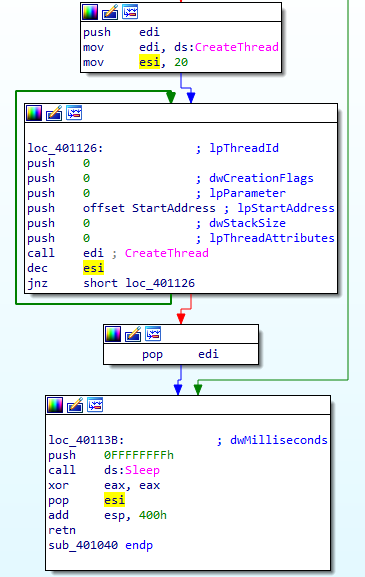 push edi
mov edi, ds:CreateThread
mov esi, 20
loc_401126: ; lpThreadId
push 0
push 0 ; dwCreationFlags
push 0 ; lpParameter
push offset StartAddress ; lpStartAddress
push 0 ; dwStackSize
push 0 ; lpThreadAttributes
call edi ; CreateThread
dec esi
jnz short loc_401126
pop edi
loc_40113B: ; dwMilliseconds
push 0FFFFFFFFh
call ds:Sleep
xor eax, eax
pop esi
add esp, 400h
retn
sub_401040 endp